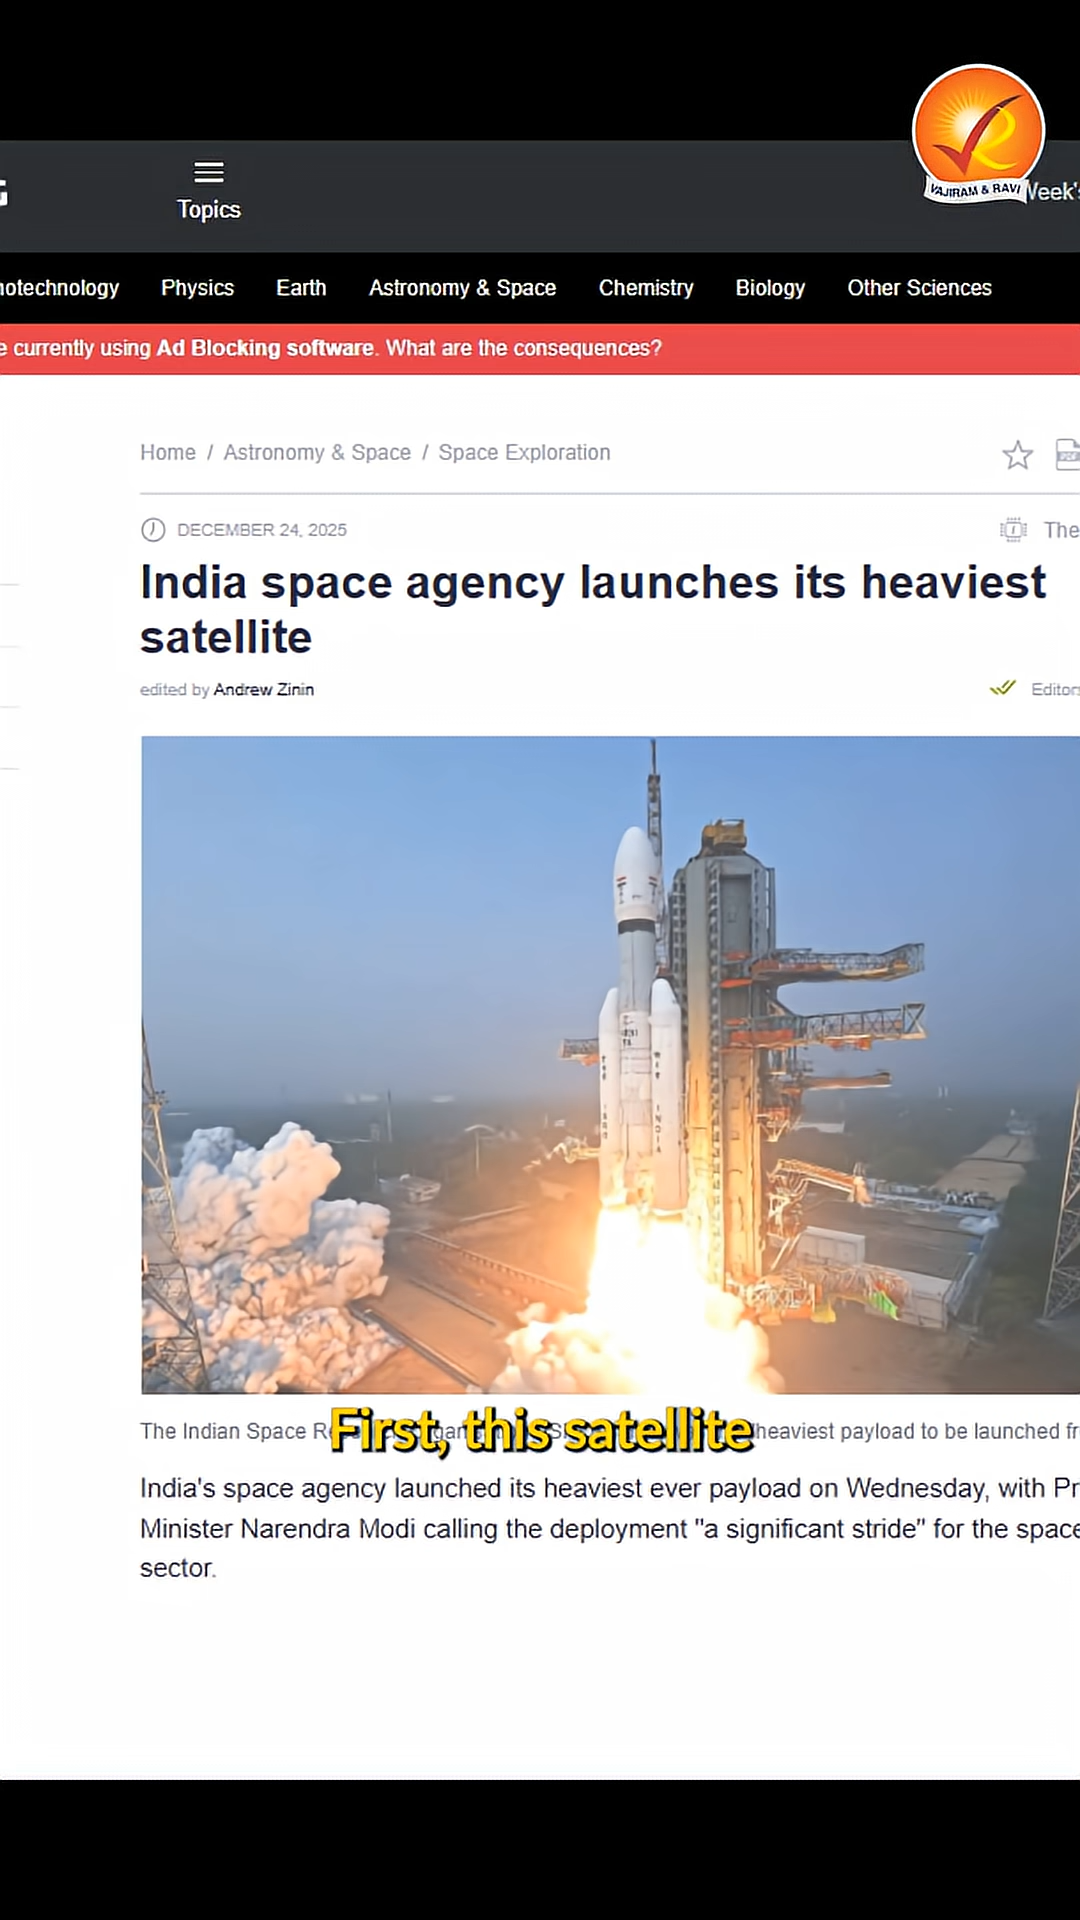 VAJIRAM & RAVI
Topics
Week's
notechnology Physics Earth Astronomy & Space Chemistry Biology Other Sciences
e currently using Ad Blocking software. What are the consequences?
Home / Astronomy & Space / Space Exploration
PDF
DECEMBER 24, 2025
The
India space agency launches its heaviest
satellite
edited by Andrew Zinin
Editors
INDIA
First, this satellite
The Indian Space heaviest payload to be launched
India's space agency launched its heaviest ever payload on Wednesday, with Pr
Minister Narendra Modi calling the deployment "a significant stride" for the space
sector.